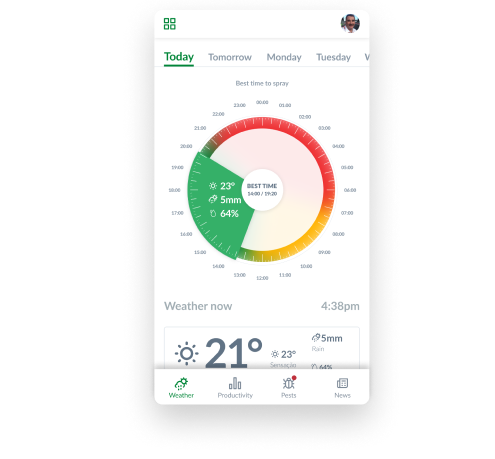 Today Tomorrow Monday Tuesday W
Best time to spray
00:00
01:00
02:00
03:00
04:00
05:00
06:00
07:00
08:00
09:00
10:00
11:00
12:00
13:00
14:00
15:00
16:00
17:00
18:00
19:00
20:00
21:00
22:00
23:00
23°
5mm
64%
BEST TIME
14:00 / 19:20
Weather now 4:38pm
21°
23°
Sensação
5mm
Rain
64%
Weather Productivity Pests News